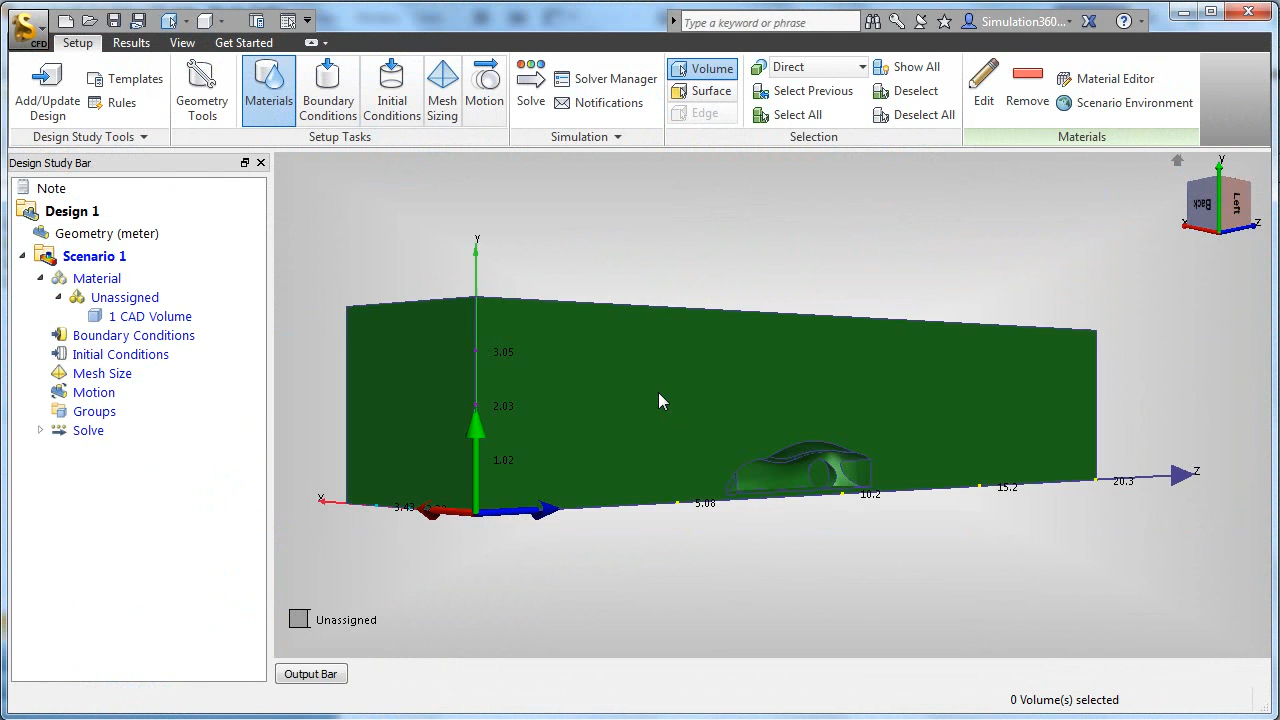 CFD
Type a keyword or phrase
Simulation360...
Setup
Results
View
Get Started
Add/Update
Design
Templates
Rules
Design Study Tools
Geometry
Tools
Materials
Boundary
Conditions
Initial
Conditions
Mesh
Sizing
Motion
Setup Tasks
Solve
Solver Manager
Notifications
Simulation
Volume
Surface
Edge
Direct
Select Previous
Select All
Show All
Deselect
Deselect All
Selection
Edit
Remove
Material Editor
Scenario Environment
Materials
Design Study Bar
Note
Design 1
Geometry (meter)
Scenario 1
Material
Unassigned
1 CAD Volume
Boundary Conditions
Initial Conditions
Mesh Size
Motion
Groups
Solve
Y
3.05
2.03
1.02
X
3.43
5.08
10.2
15.2
20.3
Z
Y
Back
Left
X
Z
Unassigned
Output Bar
0 Volume(s) selected